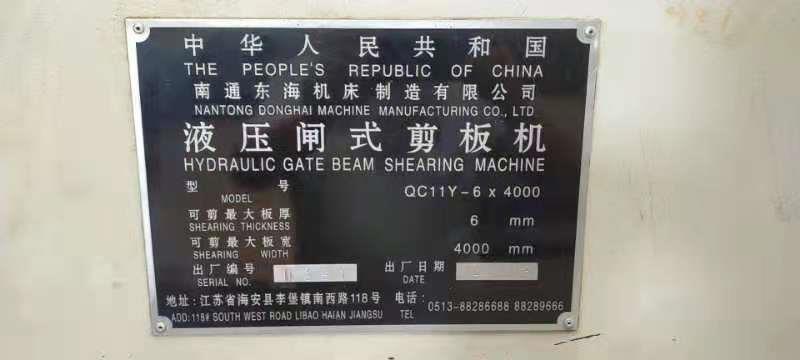 中华人民共和国
THE PEOPLE'S REPUBLIC OF CHINA
南通东海机床制造有限公司
NANTONG DONGHAI MACHINE MANUFACTURING CO., LTD
液压闸式剪板机
HYDRAULIC GATE BEAM SHEARING MACHINE
型号 QC11Y-6 x 4000
MODEL
可剪最大板厚 6 mm
SHEARING THICKNESS
可剪最大板宽 4000 mm
SHEARING WIDTH
出厂编号 出厂日期
SERIAL NO. DATE
地址:江苏省海安县李堡镇南西路118号 电话: 0513-88286688 88289666
ADD:118# SOUTH WEST ROAD LIBAO HAIAN JIANGSU TEL